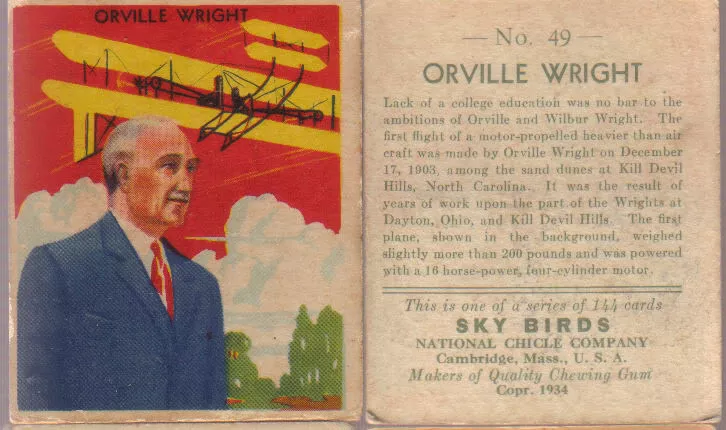 ORVILLE WRIGHT
— No. 49 —
ORVILLE WRIGHT
Lack of a college education was no bar to the
ambitions of Orville and Wilbur Wright. The
first flight of a motor-propelled heavier than air
craft was made by Orville Wright on December
17, 1903, among the sand dunes at Kill Devil
Hills, North Carolina. It was the result of
years of work upon the part of the Wrights at
Dayton, Ohio, and Kill Devil Hills. The first
plane, shown in the background, weighed
slightly more than 200 pounds and was powered
with a 16 horse-power, four-cylinder motor.
This is one of a series of 144 cards
SKY BIRDS
NATIONAL CHICLE COMPANY
Cambridge, Mass., U. S. A.
Makers of Quality Chewing Gum
Copr. 1934